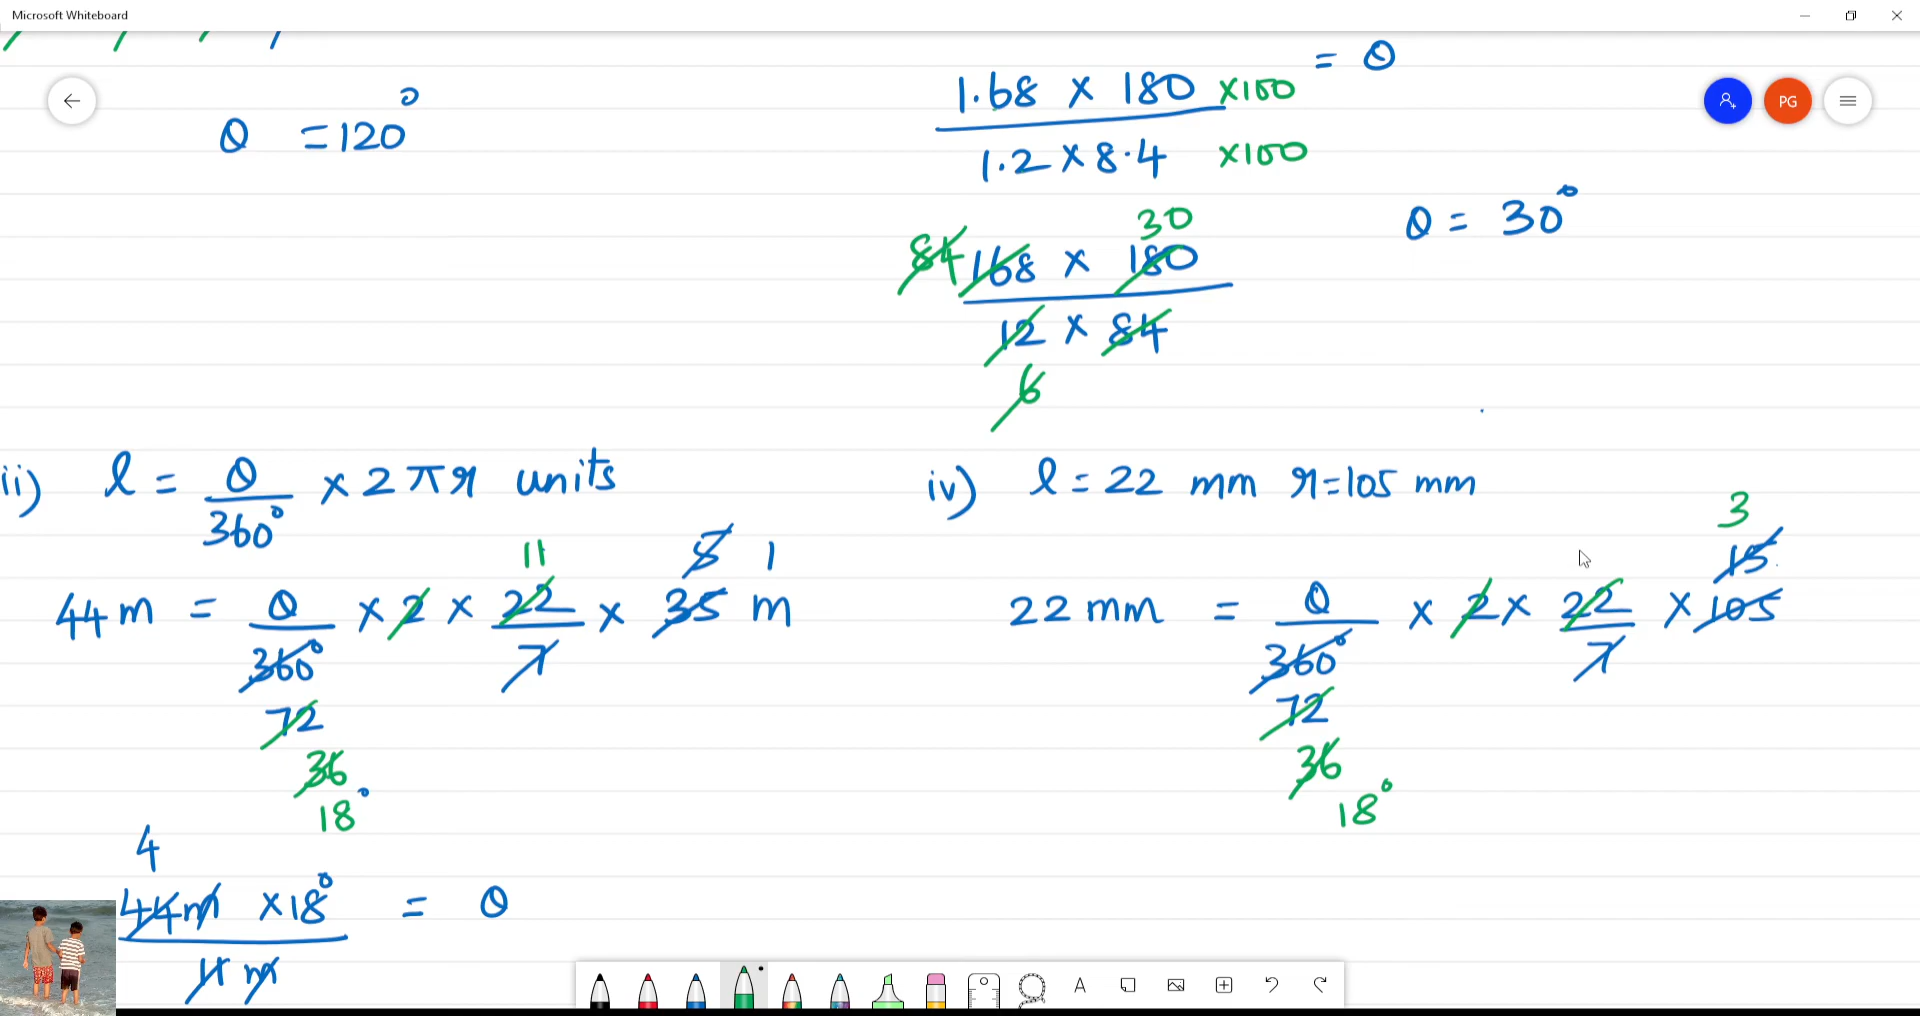 Microsoft Whiteboard
θ = 120°
1.68 × 180 ×100 = θ
1.2 × 8.4 ×100
θ = 30°
30
84 168 × 180
12 × 84
6
ii) l = θ/360° × 2πr units
11 5 1
44 m = θ/360° × 2 × 22/7 × 35 m
72
36
18°
4
44m × 18° = θ
11 m
iv) l = 22 mm r = 105 mm
3
15
22 mm = θ/360° × 2 × 22/7 × 105
72
36
18°
PG
A